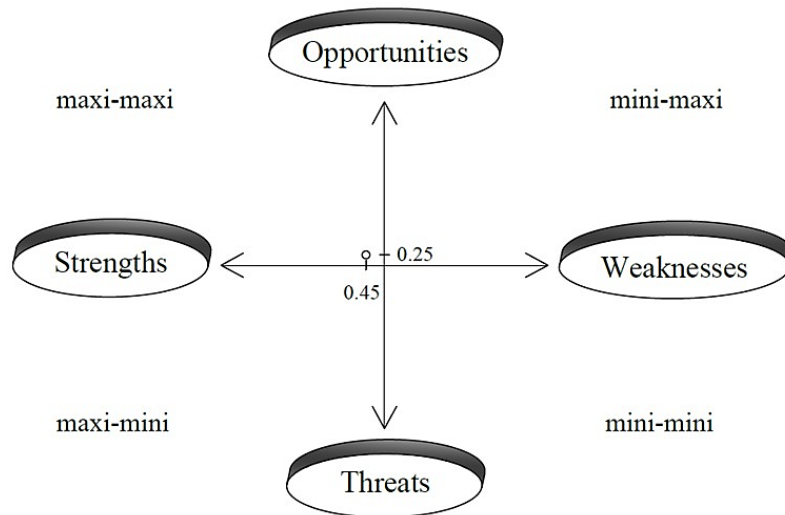 Opportunities
maxi-maxi
mini-maxi
Strengths
0.25
Weaknesses
0.45
maxi-mini
mini-mini
Threats